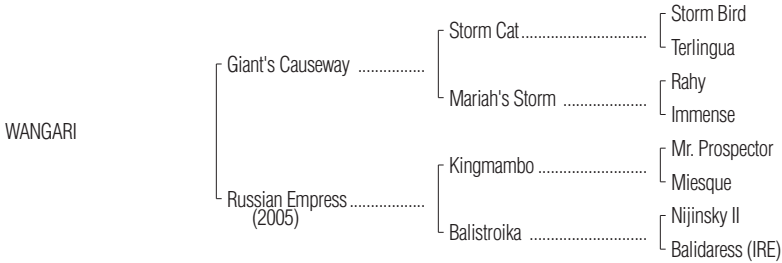 Storm Bird
Storm Cat..............................
Terlingua
Giant's Causeway ................
Rahy
Mariah's Storm ....................
Immense
WANGARI
Mr. Prospector
Kingmambo ..........................
Miesque
Russian Empress..................
(2005)
Nijinsky II
Balistroika ............................
Balidaress (IRE)